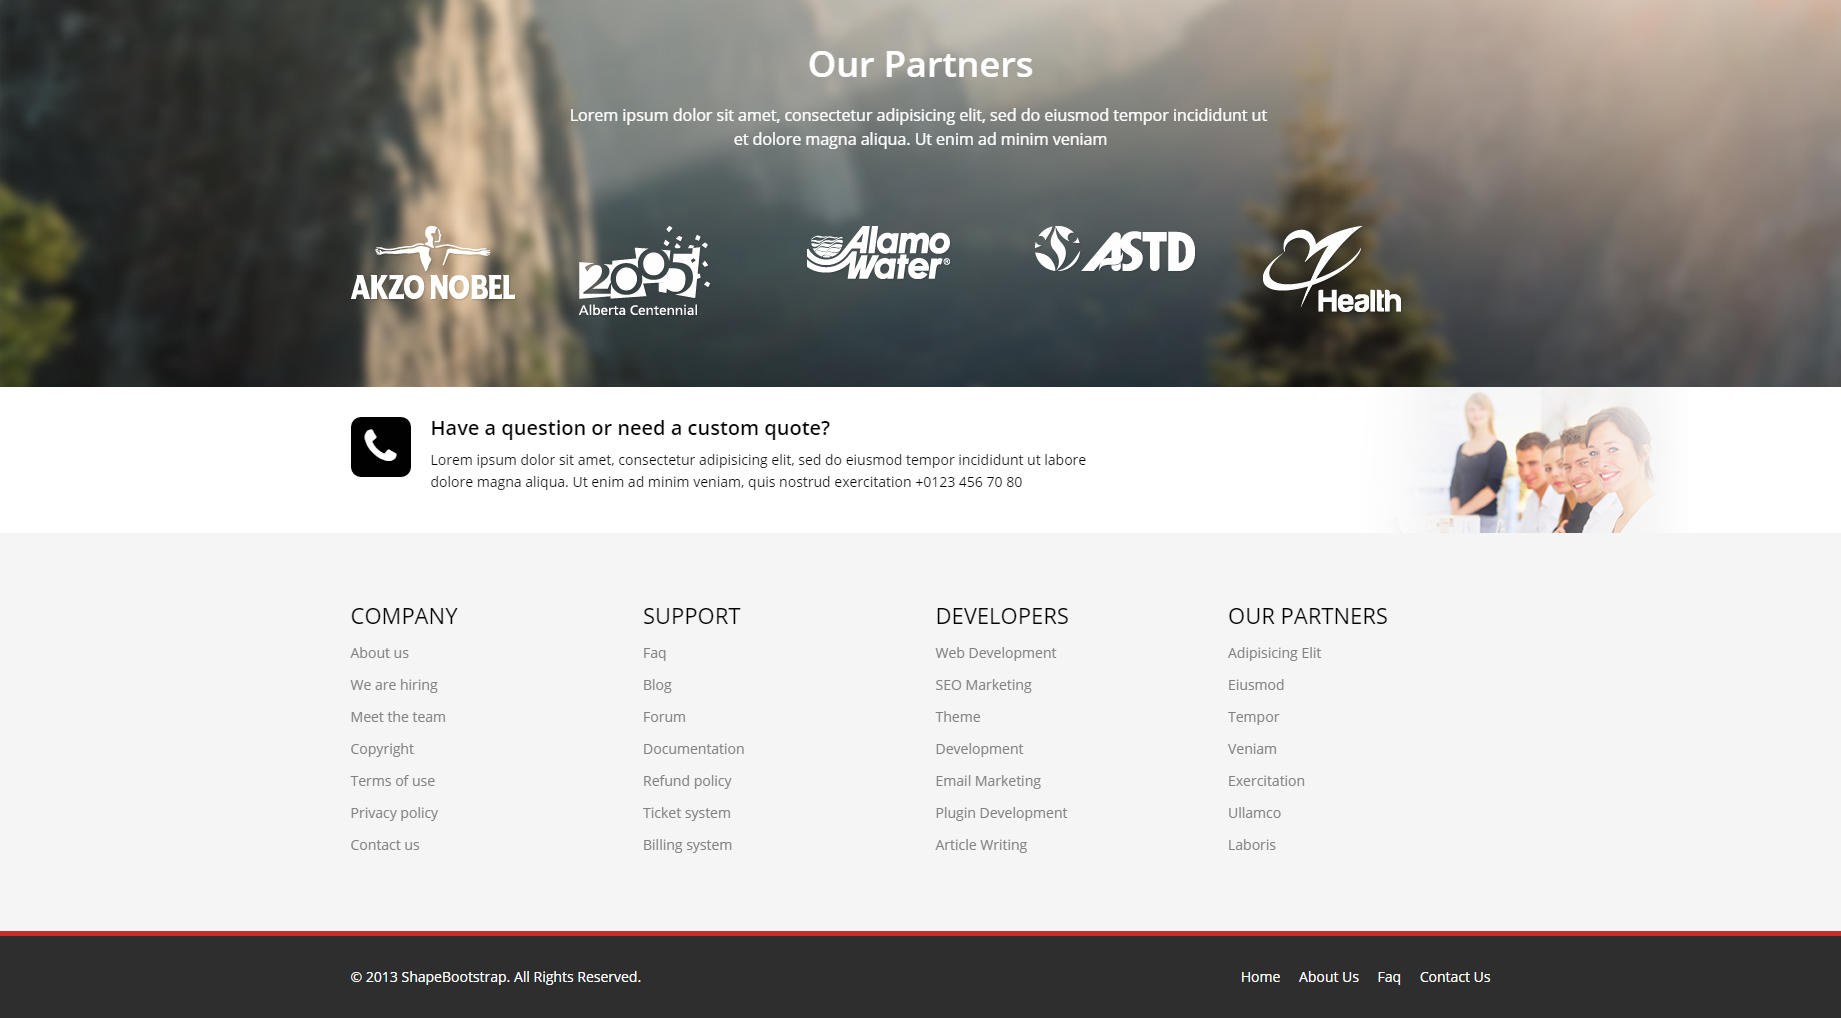 Our Partners
Lorem ipsum dolor sit amet, consectetur adipisicing elit, sed do eiusmod tempor incididunt ut
et dolore magna aliqua. Ut enim ad minim veniam
AKZO NOBEL
2005
Alberta Centennial
Alamo
Water®
ASTD
Health
Have a question or need a custom quote?
Lorem ipsum dolor sit amet, consectetur adipisicing elit, sed do eiusmod tempor incididunt ut labore
dolore magna aliqua. Ut enim ad minim veniam, quis nostrud exercitation +0123 456 70 80
COMPANY
About us
We are hiring
Meet the team
Copyright
Terms of use
Privacy policy
Contact us
SUPPORT
Faq
Blog
Forum
Documentation
Refund policy
Ticket system
Billing system
DEVELOPERS
Web Development
SEO Marketing
Theme
Development
Email Marketing
Plugin Development
Article Writing
OUR PARTNERS
Adipisicing Elit
Eiusmod
Tempor
Veniam
Exercitation
Ullamco
Laboris
© 2013 ShapeBootstrap. All Rights Reserved.
Home About Us Faq Contact Us